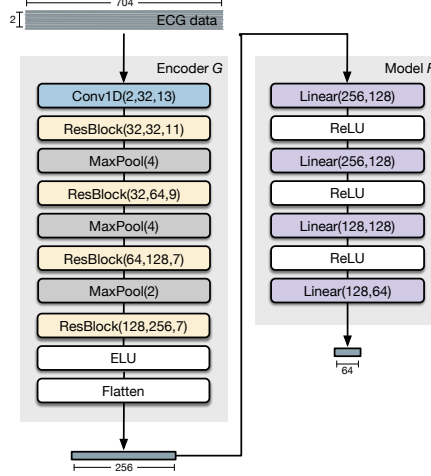 704
2
ECG data
Encoder G
Conv1D(2,32,13)
ResBlock(32,32,11)
MaxPool(4)
ResBlock(32,64,9)
MaxPool(4)
ResBlock(64,128,7)
MaxPool(2)
ResBlock(128,256,7)
ELU
Flatten
256
Model
Linear(256,128)
ReLU
Linear(256,128)
ReLU
Linear(128,128)
ReLU
Linear(128,64)
64